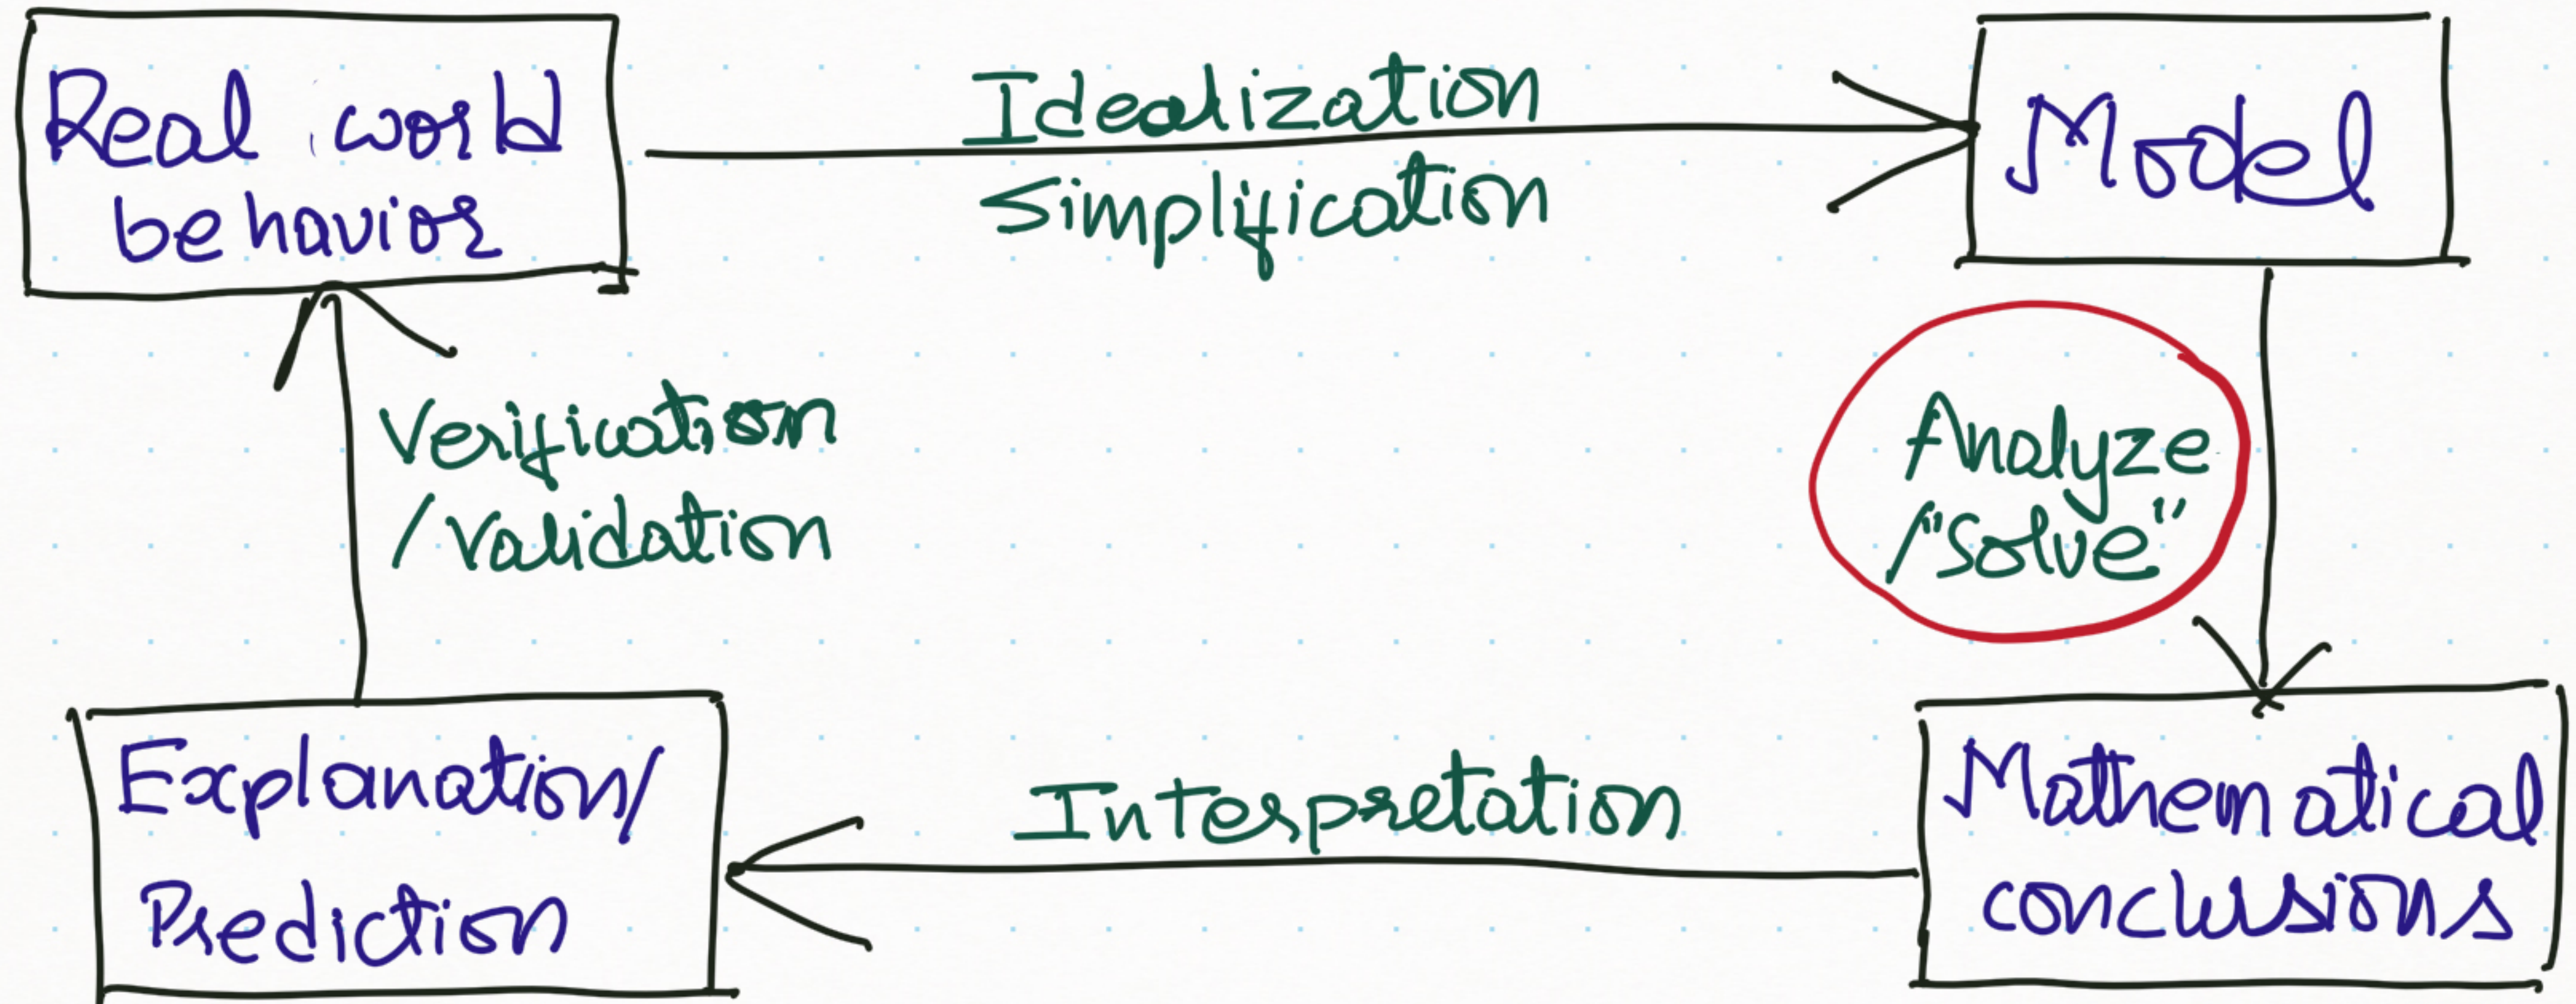 Real world
behavior
Idealization
Simplification
Model
Verification
/validation
Analyze
/"solve"
Explanation/
Prediction
Interpretation
Mathematical
conclusions